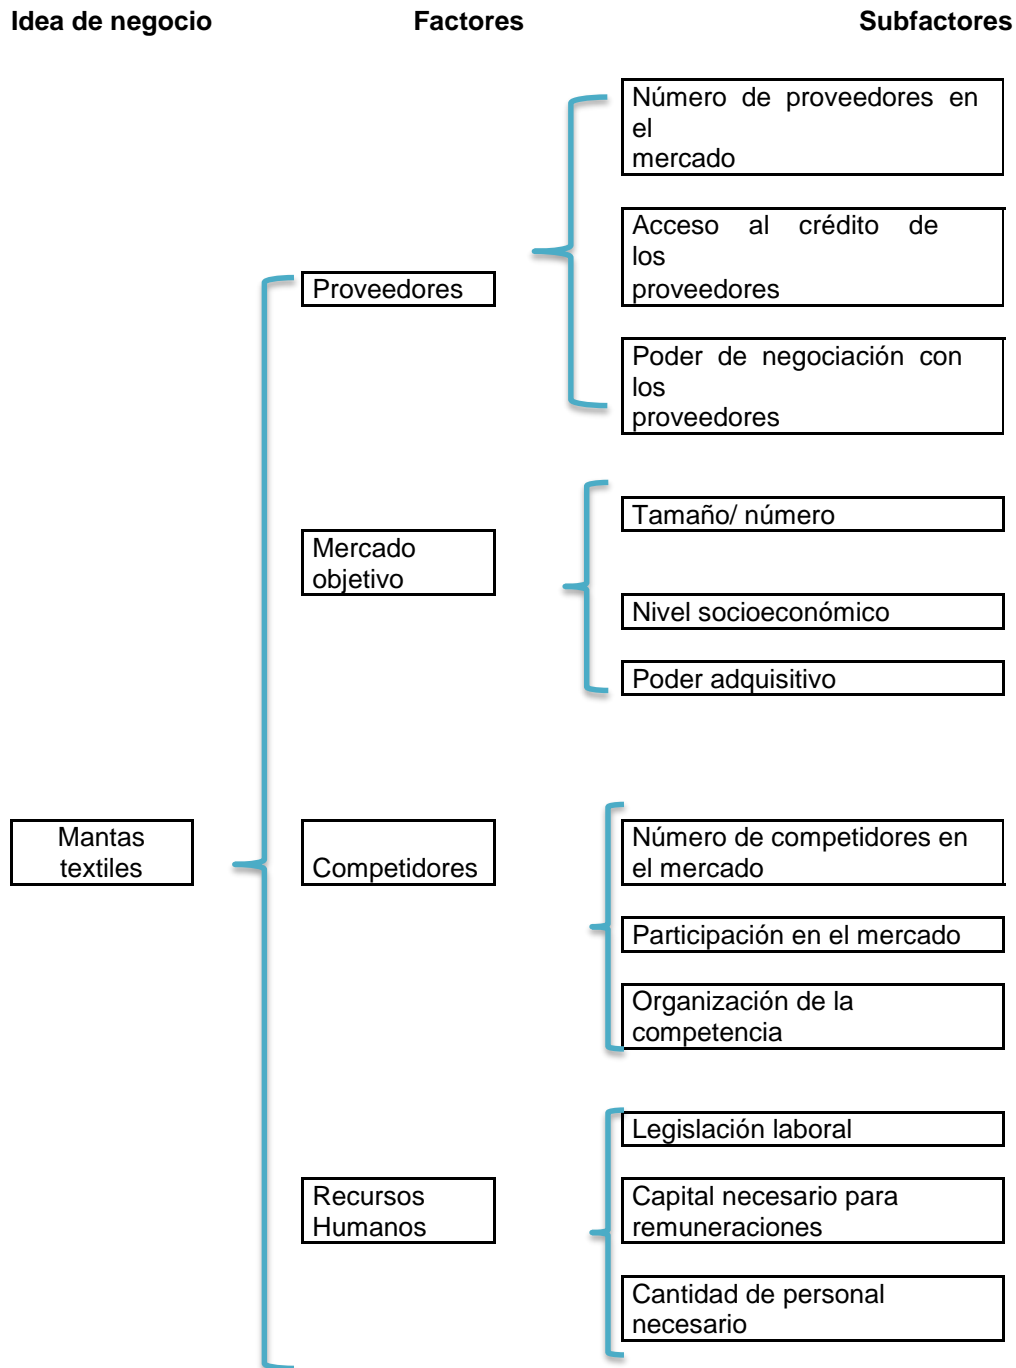 Idea de negocio
Factores
Subfactores
Número de proveedores en
el
mercado
Acceso al crédito de
los
proveedores
Proveedores
Poder de negociación con
los
proveedores
Tamaño/ número
Mercado
objetivo
Nivel socioeconómico
Poder adquisitivo
Mantas
textiles
Competidores
Número de competidores en
el mercado
Participación en el mercado
Organización de la
competencia
Legislación laboral
Recursos
Humanos
Capital necesario para
remuneraciones
Cantidad de personal
necesario